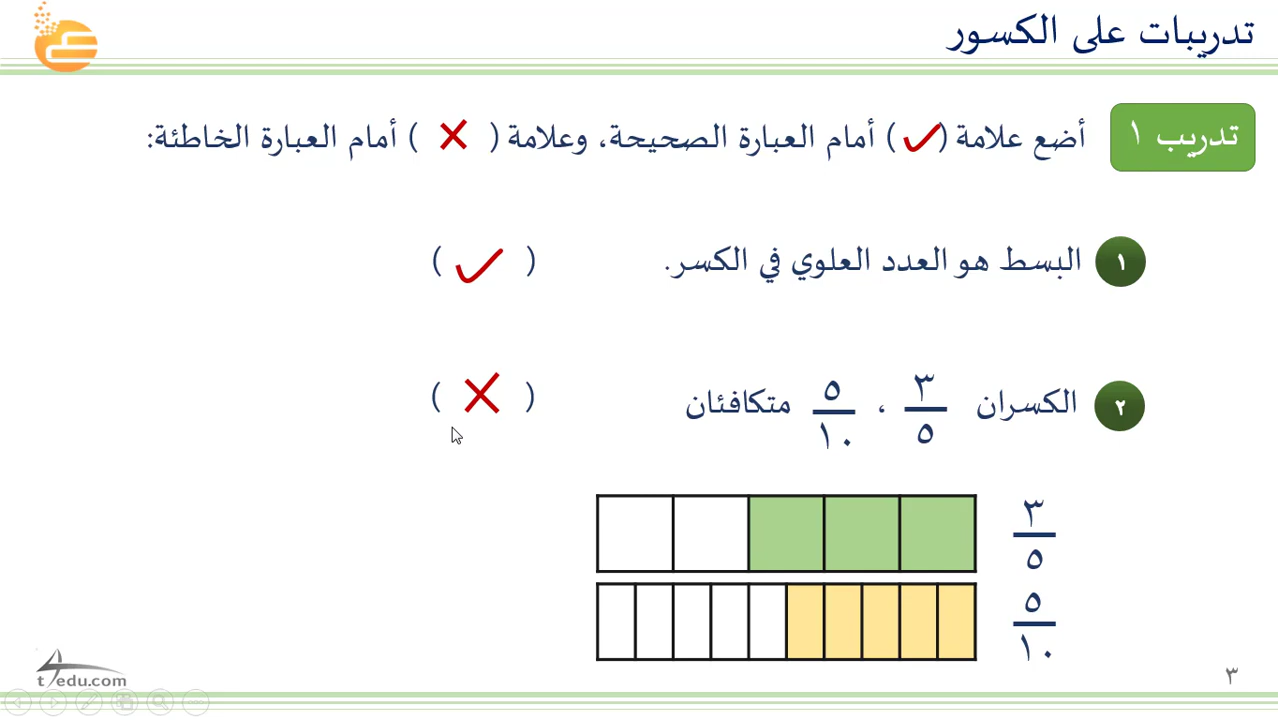 تدريبات على الكسور
تدريب ١
أضع علامة (✓) أمام العبارة الصحيحة، وعلامة (✗) أمام العبارة الخاطئة:
١ البسط هو العدد العلوي في الكسر. (✓)
٢ الكسران ٣/٥ ، ٥/١٠ متكافئان (✗)
٣/٥
٥/١٠
t4edu.com
٣